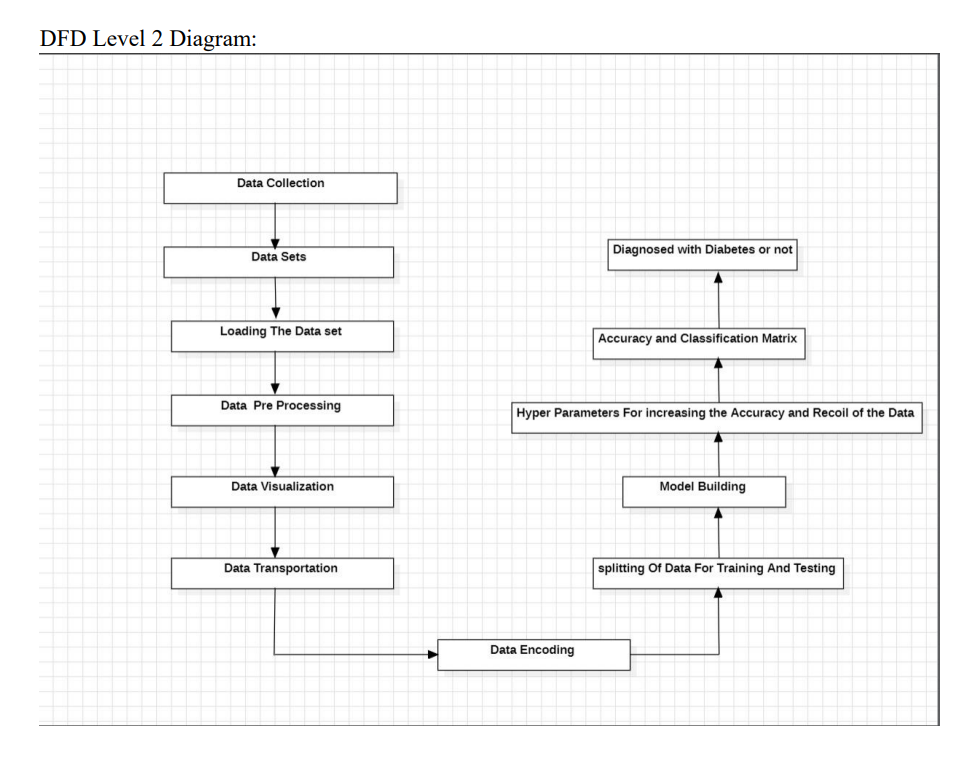 DFD Level 2 Diagram:
Data Collection
Data Sets
Loading The Data set
Data Pre Processing
Data Visualization
Data Transportation
Data Encoding
splitting Of Data For Training And Testing
Model Building
Hyper Parameters For increasing the Accuracy and Recoil of the Data
Accuracy and Classification Matrix
Diagnosed with Diabetes or not